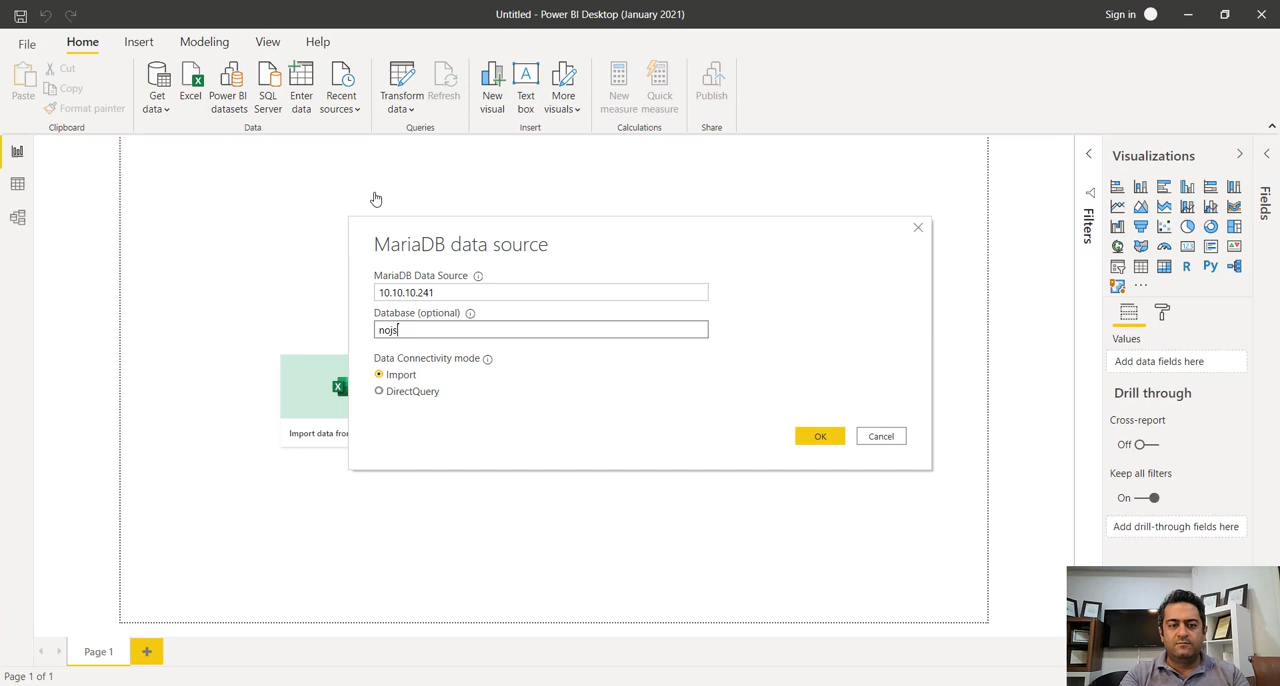 Untitled - Power BI Desktop (January 2021)
Sign in
File
Home
Insert
Modeling
View
Help
Paste
Cut
Copy
Format painter
Clipboard
Get data
Excel
Power BI datasets
SQL Server
Enter data
Recent sources
Data
Transform data
Refresh
Queries
New visual
Text box
More visuals
Insert
New measure
Quick measure
Calculations
Publish
Share
MariaDB data source
MariaDB Data Source
10.10.10.241
Database (optional)
nojs
Data Connectivity mode
Import
DirectQuery
OK
Cancel
Import data fro
Filters
Visualizations
R
Py
Values
Add data fields here
Drill through
Cross-report
Off
Keep all filters
On
Add drill-through fields here
Fields
Page 1
Page 1 of 1